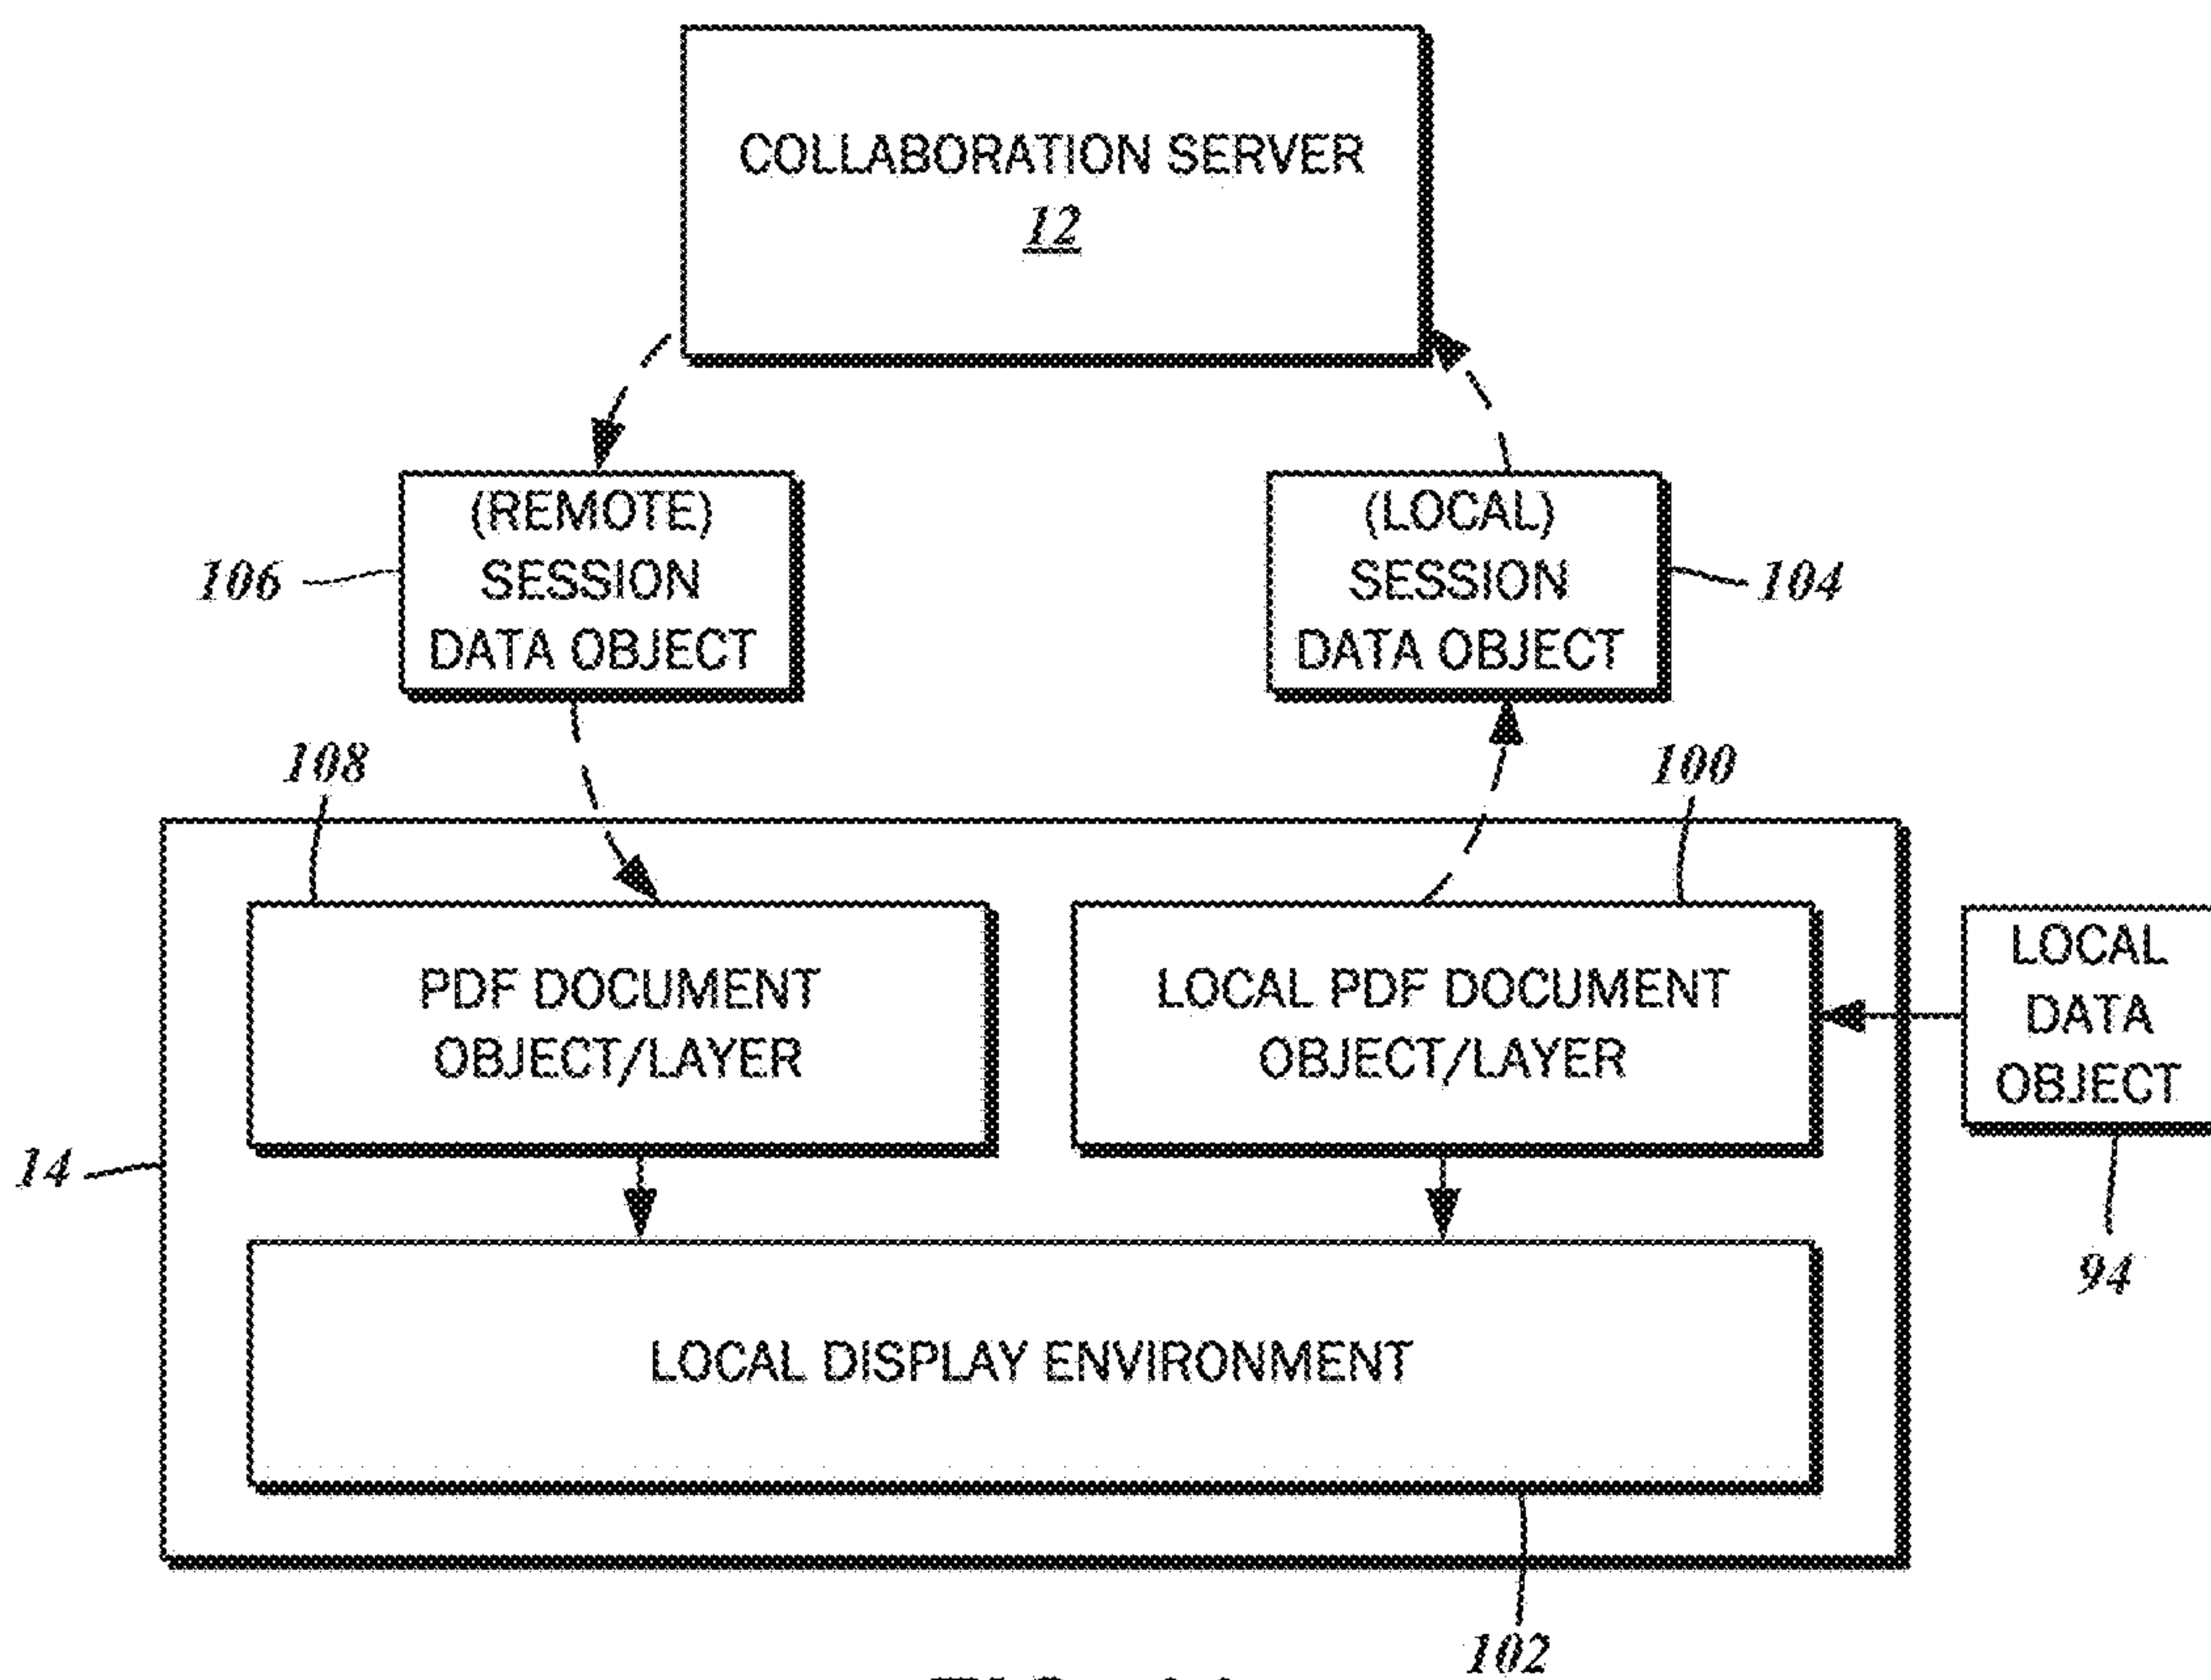 COLLABORATION SERVER
12
(REMOTE)
SESSION
DATA OBJECT
106
(LOCAL)
SESSION
DATA OBJECT
104
108
100
PDF DOCUMENT
OBJECT/LAYER
LOCAL PDF DOCUMENT
OBJECT/LAYER
LOCAL
DATA
OBJECT
14
94
LOCAL DISPLAY ENVIRONMENT
102